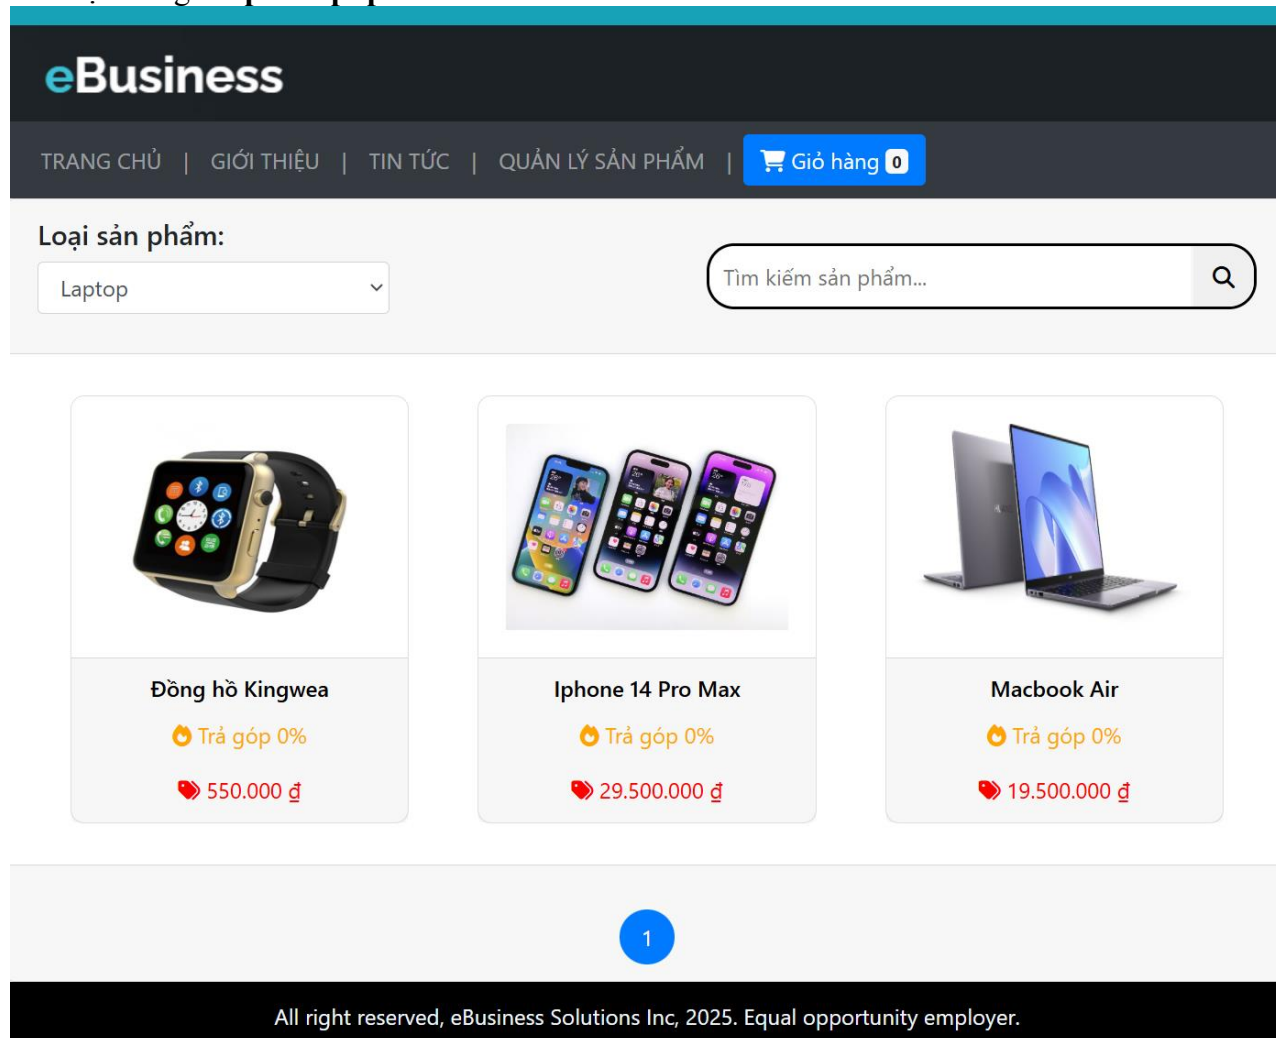 eBusiness
TRANG CHỦ | GIỚI THIỆU | TIN TỨC | QUẢN LÝ SẢN PHẨM | Giỏ hàng 0
Loại sản phẩm:
Laptop
Tìm kiếm sản phẩm...
Đồng hồ Kingwea
Trả góp 0%
550.000 ₫
Iphone 14 Pro Max
Trả góp 0%
29.500.000 ₫
Macbook Air
Trả góp 0%
19.500.000 ₫
1
All right reserved, eBusiness Solutions Inc, 2025. Equal opportunity employer.